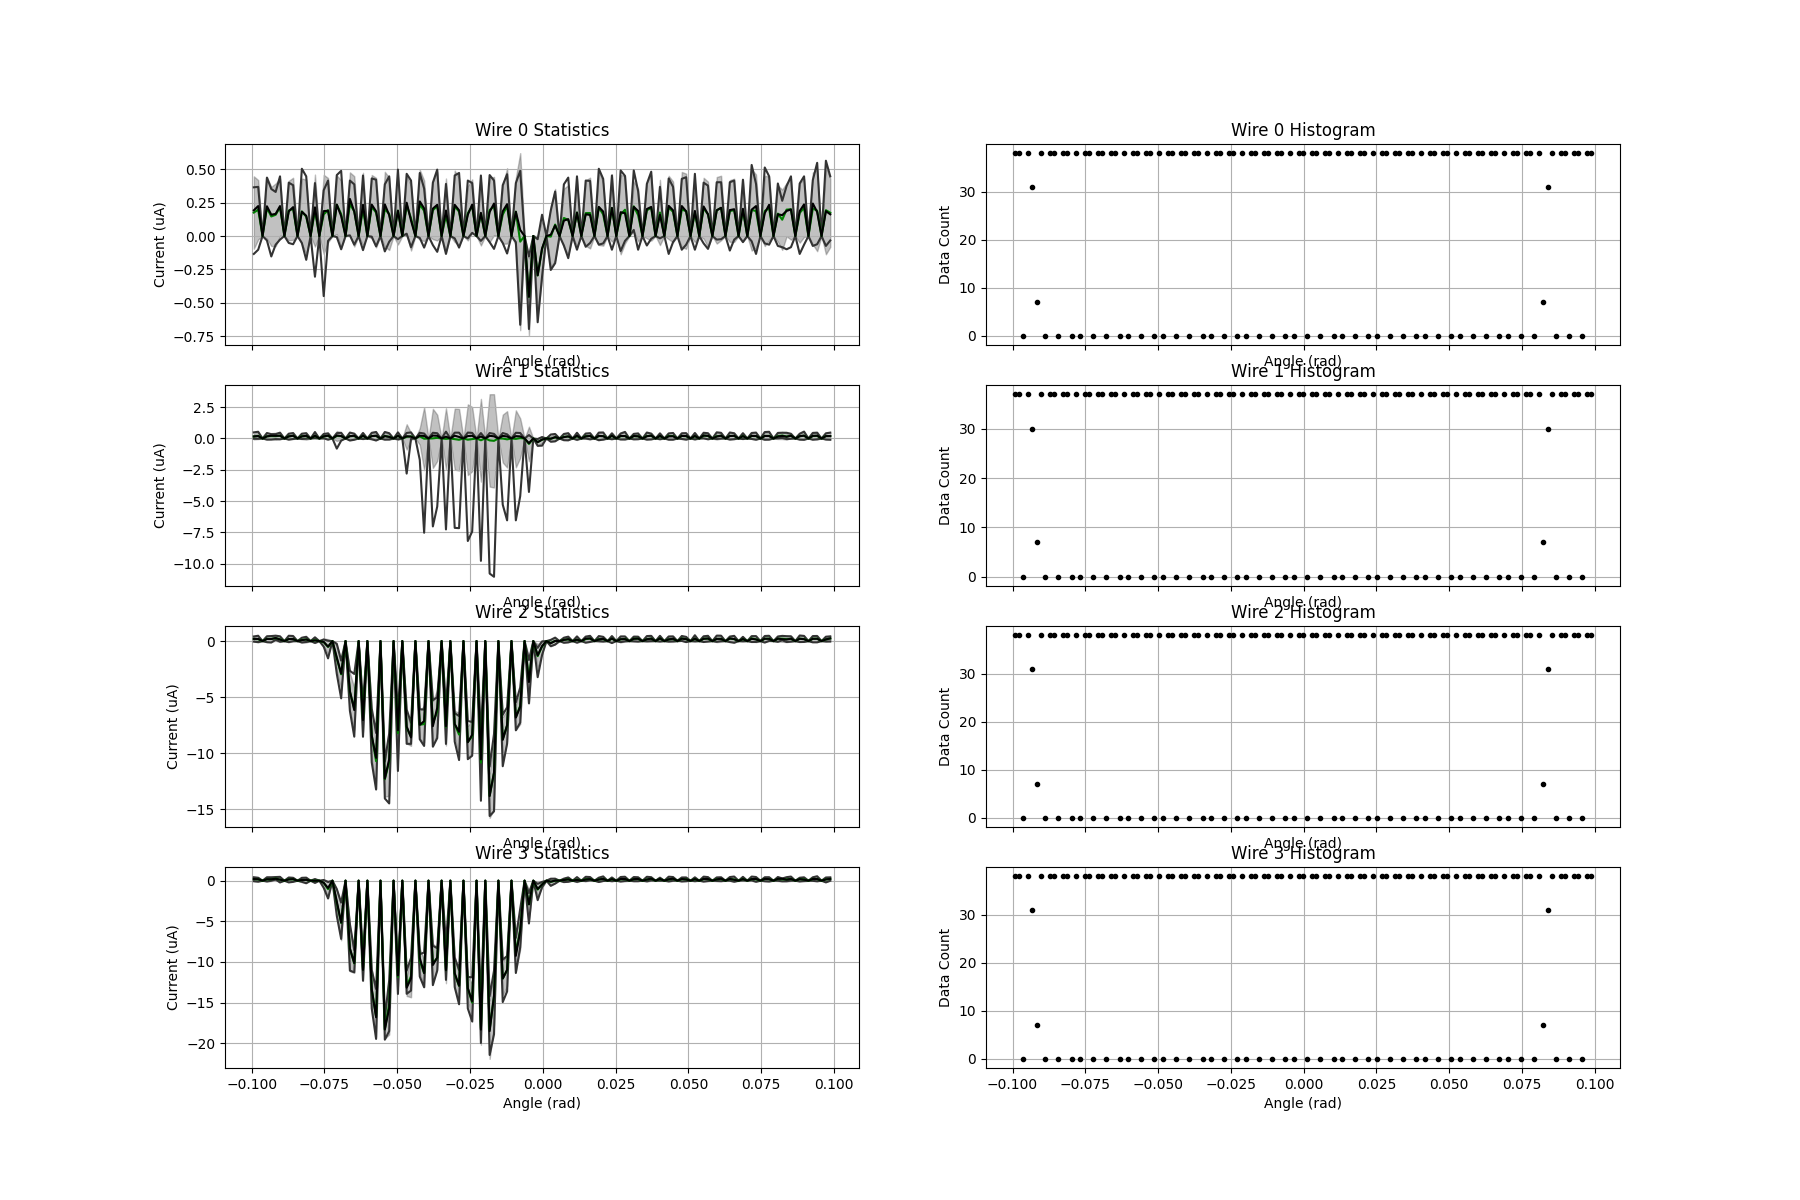 Wire 0 Statistics
Current (uA)
0.50
0.25
0.00
−0.25
−0.50
−0.75
Angle (rad)
Wire 0 Histogram
Data Count
30
20
10
0
Angle (rad)
Wire 1 Statistics
Current (uA)
2.5
0.0
−2.5
−5.0
−7.5
−10.0
Angle (rad)
Wire 1 Histogram
Data Count
30
20
10
0
Angle (rad)
Wire 2 Statistics
Current (uA)
0
−5
−10
−15
Angle (rad)
Wire 2 Histogram
Data Count
30
20
10
0
Angle (rad)
Wire 3 Statistics
Current (uA)
0
−5
−10
−15
−20
−0.100 −0.075 −0.050 −0.025 0.000 0.025 0.050 0.075 0.100
Angle (rad)
Wire 3 Histogram
Data Count
30
20
10
0
−0.100 −0.075 −0.050 −0.025 0.000 0.025 0.050 0.075 0.100
Angle (rad)